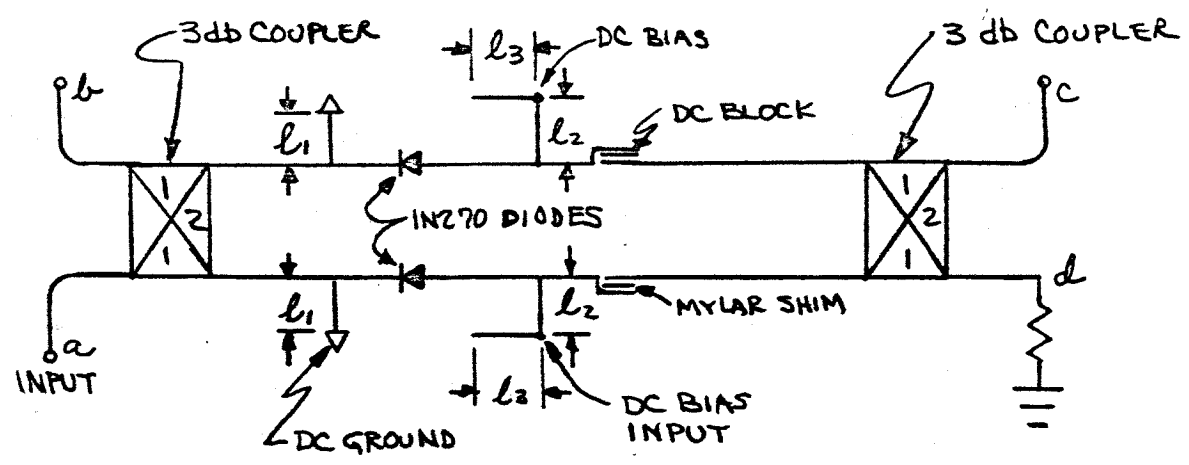 3db COUPLER
b
l1
l3
DC BIAS
l2
DC BLOCK
3 db COUPLER
c
1
2
1
IN270 DIODES
1
2
1
a
INPUT
l1
DC GROUND
l2
l3
MYLAR SHIM
DC BIAS
INPUT
d